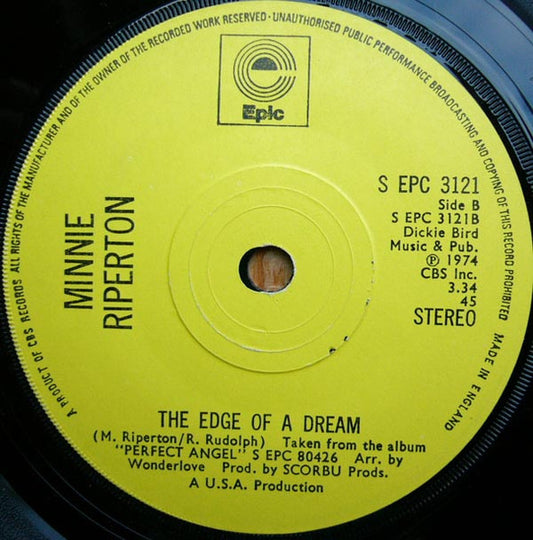 ALL RIGHTS OF THE MANUFACTURER AND OF THE OWNER OF THE RECORDED WORK RESERVED · UNAUTHORISED PUBLIC PERFORMANCE BROADCASTING AND COPYING OF THIS RECORD PROHIBITED
MADE IN ENGLAND
A PRODUCT OF CBS RECORDS
Epic
MINNIE
RIPERTON
S EPC 3121
Side B
S EPC 3121B
Dickie Bird
Music & Pub.
℗ 1974
CBS Inc.
3.34
45
STEREO
THE EDGE OF A DREAM
(M. Riperton/R. Rudolph) Taken from the album
"PERFECT ANGEL" S EPC 80426 Arr. by
Wonderlove Prod. by SCORBU Prods.
A U.S.A. Production